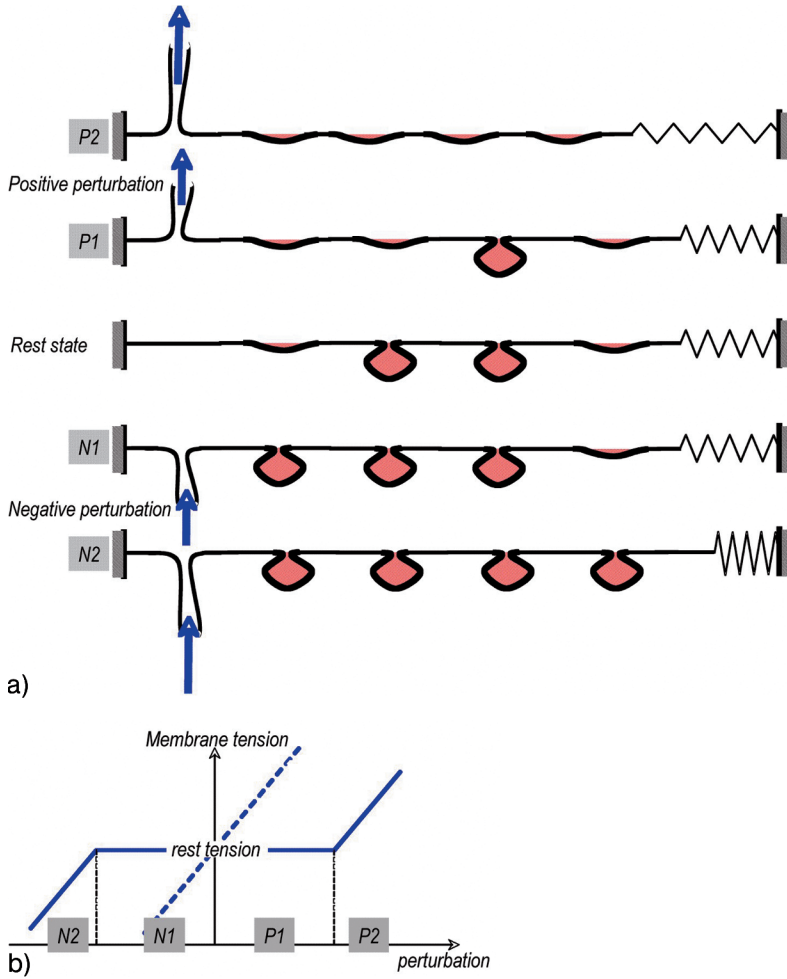 P2
Positive perturbation
P1
Rest state
N1
Negative perturbation
N2
a)
Membrane tension
rest tension
N2
N1
P1
P2
b)
perturbation